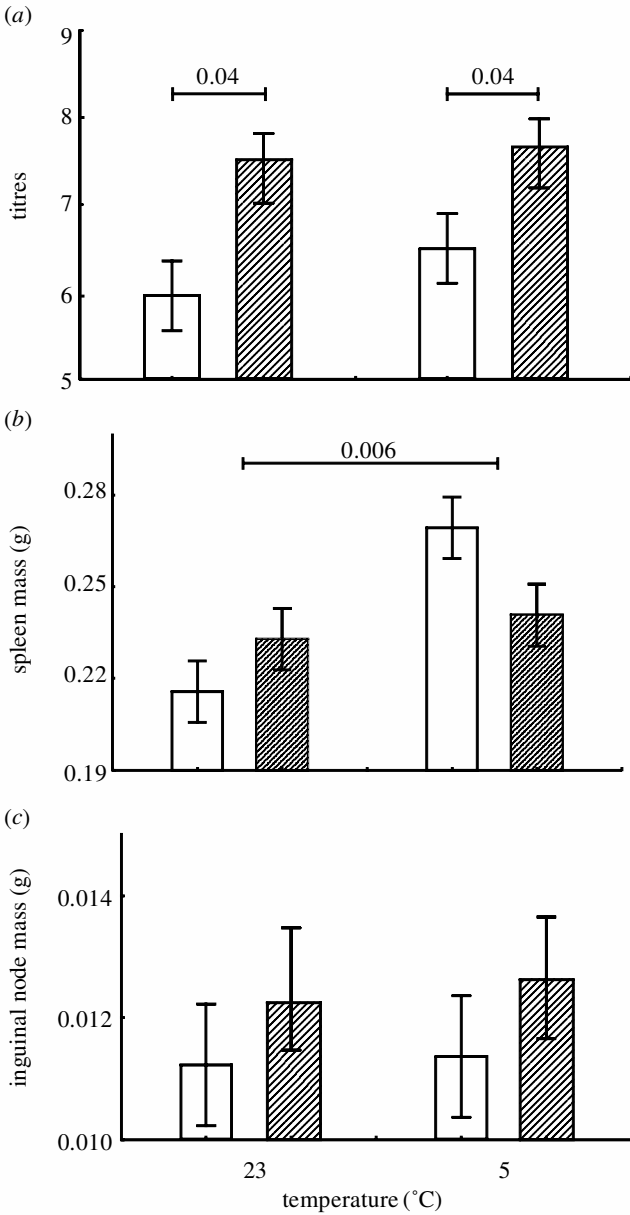 (a)
9
0.04 0.04
8
7
6
5
titres
(b)
0.006
0.28
0.25
0.22
0.19
spleen mass (g)
(c)
0.014
0.012
0.010
inguinal node mass (g)
23 5
temperature (˚C)